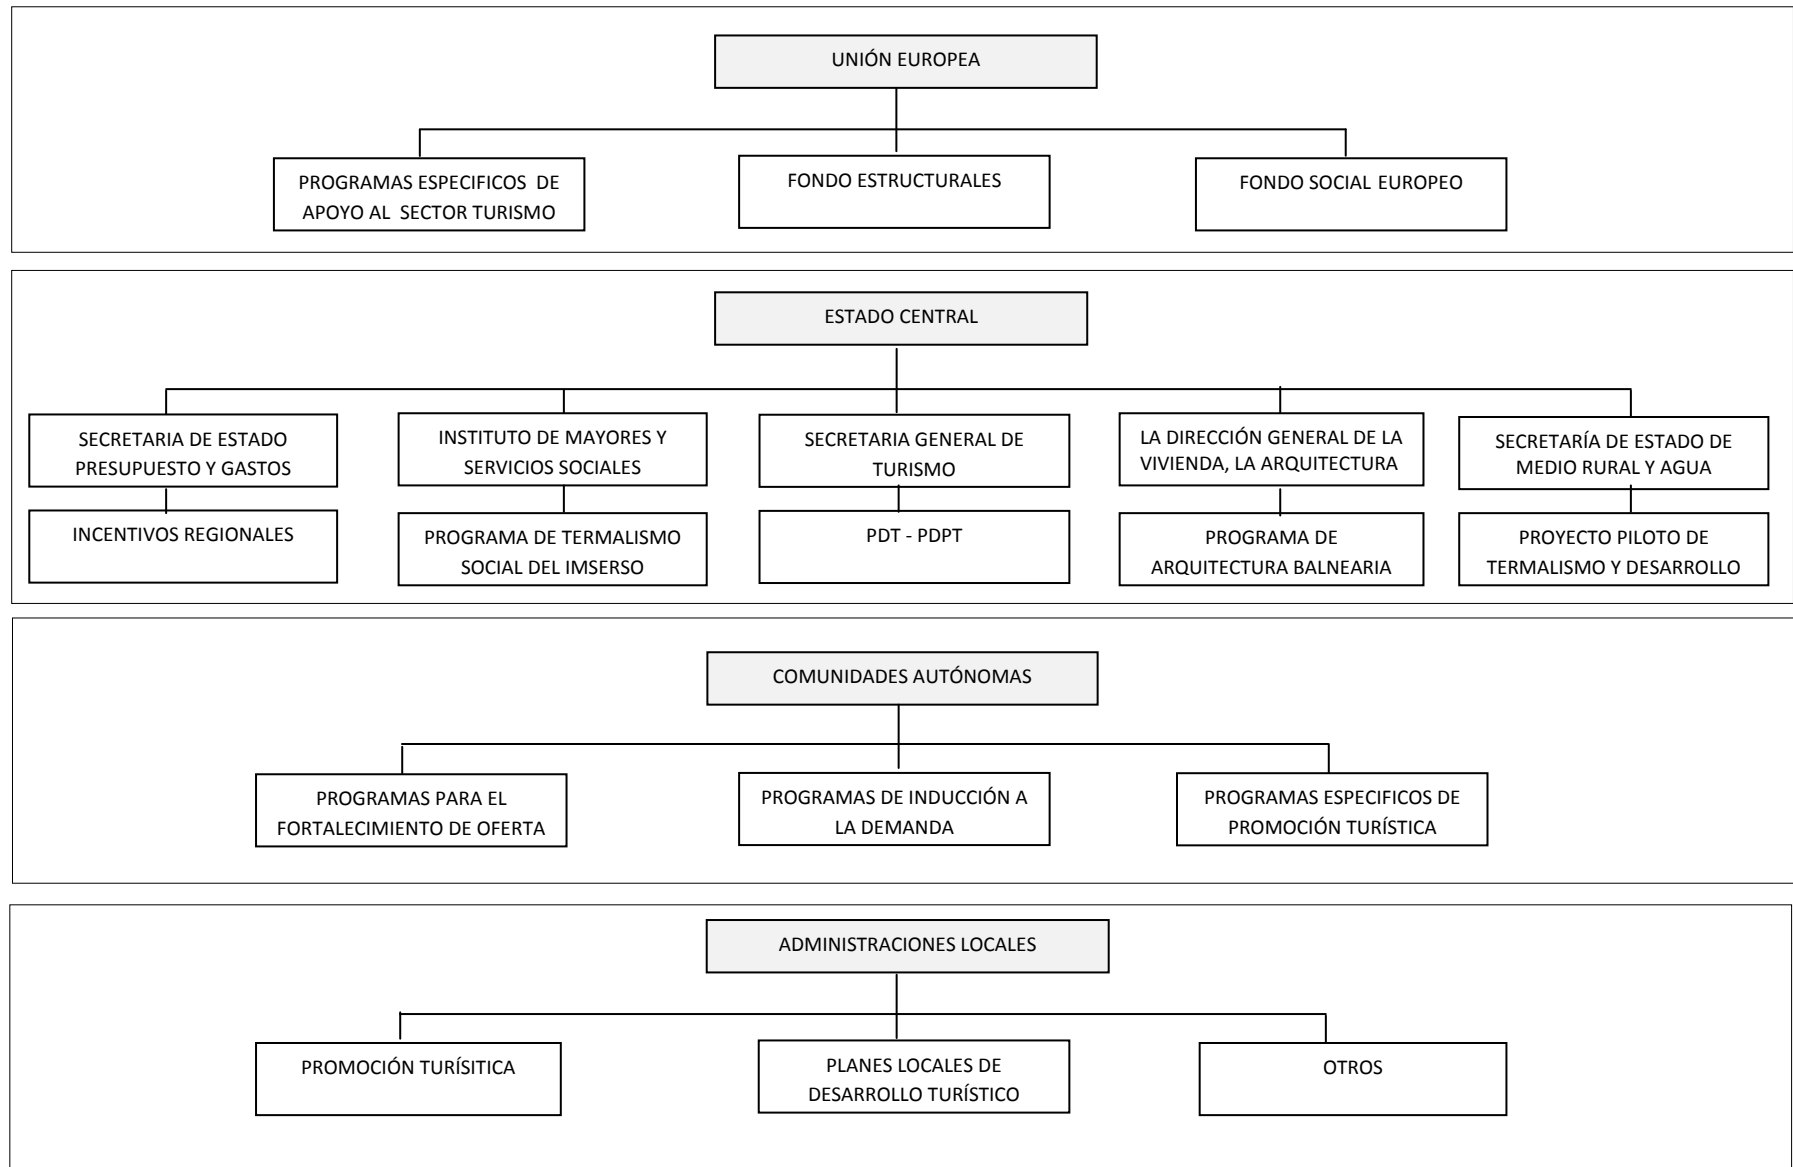 UNIÓN EUROPEA
PROGRAMAS ESPECIFICOS DE
APOYO AL SECTOR TURISMO
FONDO ESTRUCTURALES
FONDO SOCIAL EUROPEO
ESTADO CENTRAL
SECRETARIA DE ESTADO
PRESUPUESTO Y GASTOS
INSTITUTO DE MAYORES Y
SERVICIOS SOCIALES
SECRETARIA GENERAL DE
TURISMO
LA DIRECCIÓN GENERAL DE LA
VIVIENDA, LA ARQUITECTURA
SECRETARÍA DE ESTADO DE
MEDIO RURAL Y AGUA
INCENTIVOS REGIONALES
PROGRAMA DE TERMALISMO
SOCIAL DEL IMSERSO
PDT - PDPT
PROGRAMA DE
ARQUITECTURA BALNEARIA
PROYECTO PILOTO DE
TERMALISMO Y DESARROLLO
COMUNIDADES AUTÓNOMAS
PROGRAMAS PARA EL
FORTALECIMIENTO DE OFERTA
PROGRAMAS DE INDUCCIÓN A
LA DEMANDA
PROGRAMAS ESPECIFICOS DE
PROMOCIÓN TURÍSTICA
ADMINISTRACIONES LOCALES
PROMOCIÓN TURÍSITICA
PLANES LOCALES DE
DESARROLLO TURÍSTICO
OTROS